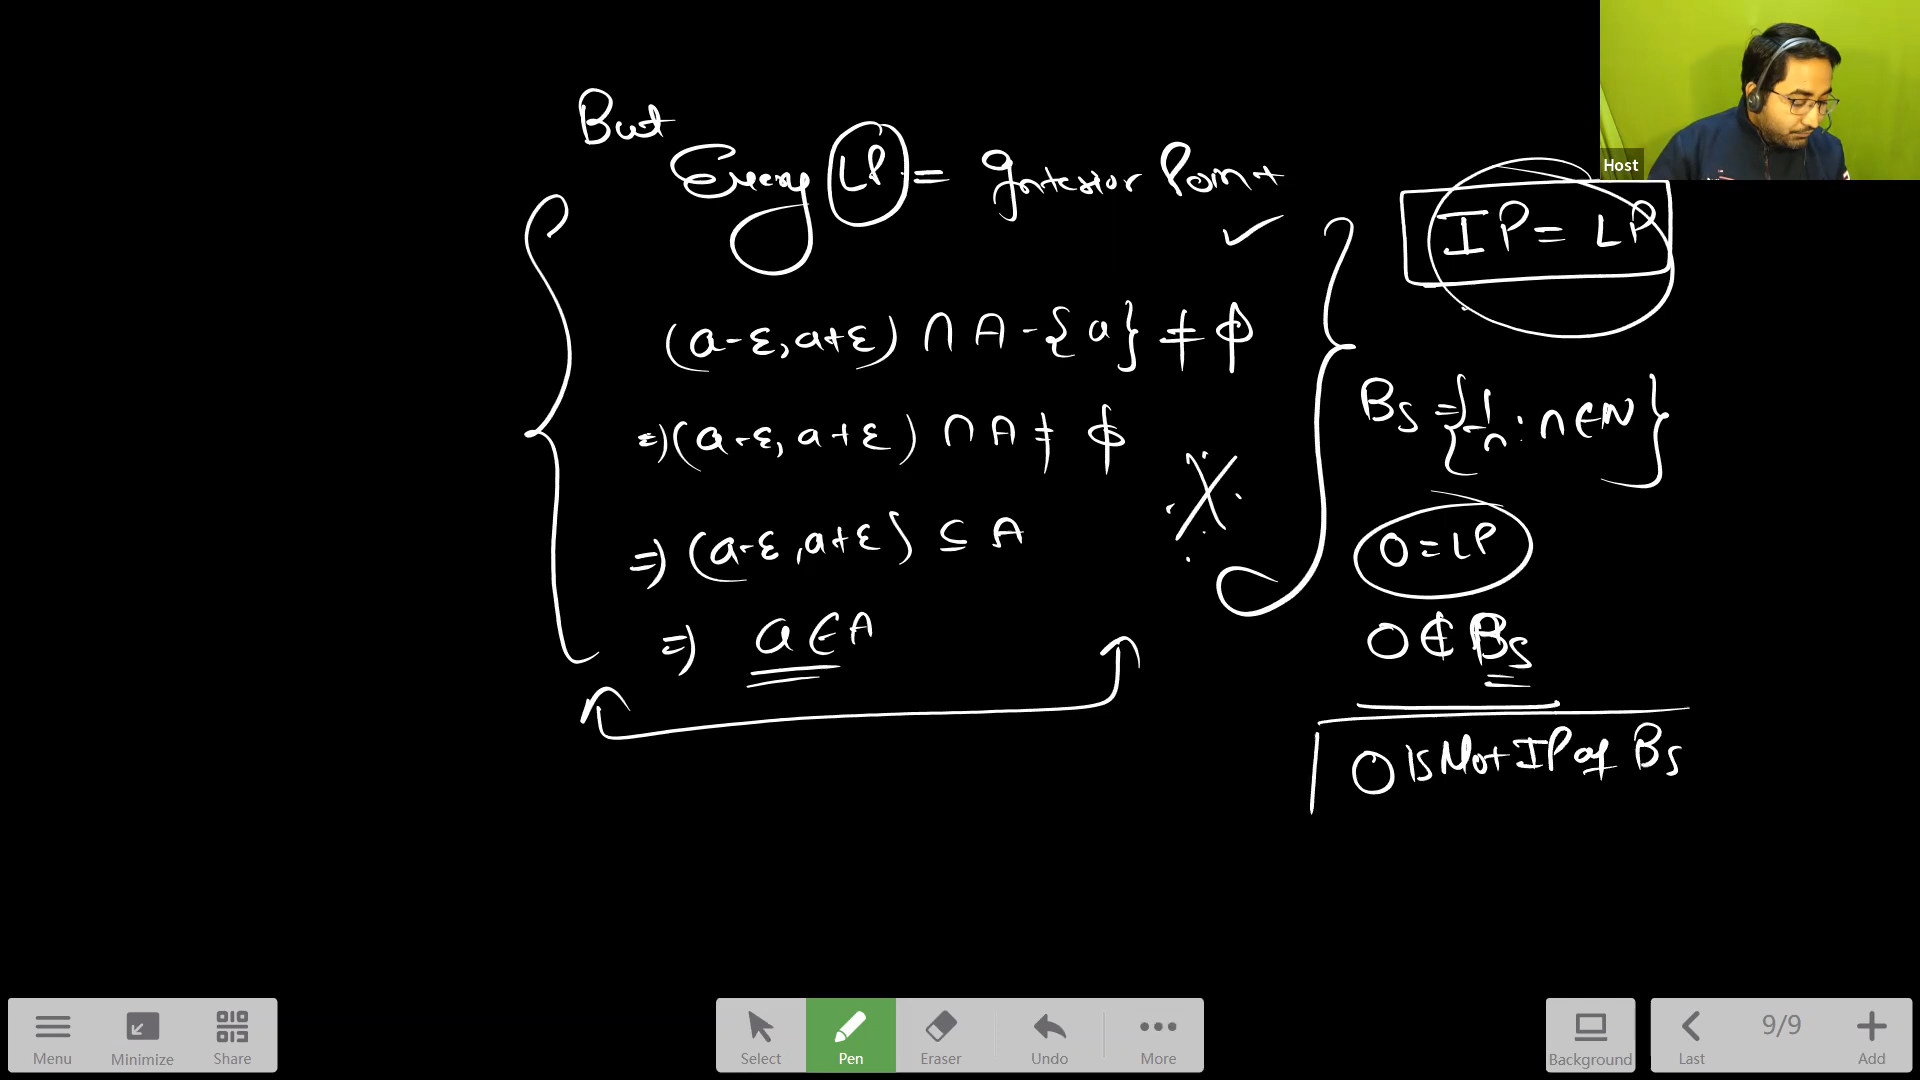 But
Every LP = Interior Point
(a-ε, a+ε) ∩ A - {a} ≠ ϕ
⇒ (a-ε, a+ε) ∩ A ≠ ϕ
⇒ (a-ε, a+ε) ⊆ A
⇒ a ∈ A
Host
IP = LP
Bs = {1/n : n ∈ N}
0 = LP
0 ∉ Bs
0 is Not IP of Bs
Menu
Minimize
Share
Select
Pen
Eraser
Undo
More
Background
Last
9/9
Add